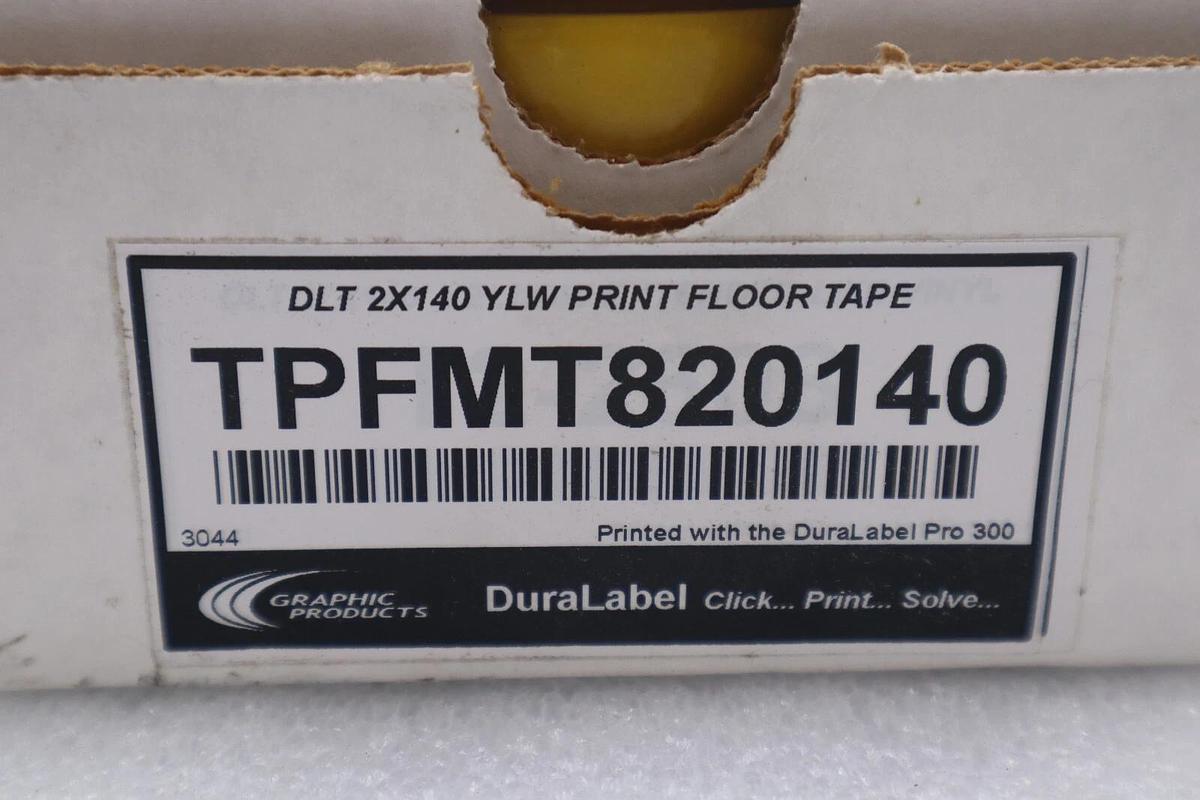 DLT 2X140 YLW PRINT FLOOR TAPE
TPFMT820140
3044
Printed with the DuraLabel Pro 300
GRAPHIC
PRODUCTS
DuraLabel Click... Print... Solve...